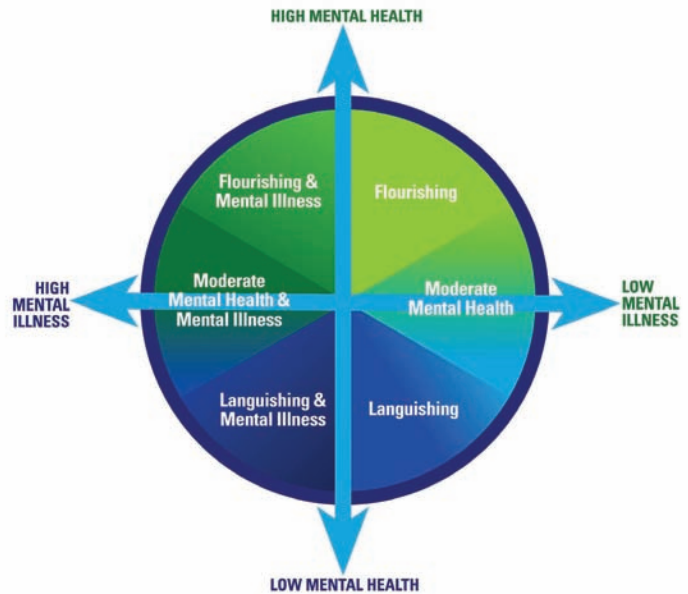 HIGH MENTAL HEALTH
Flourishing &
Mental Illness
Flourishing
HIGH
MENTAL
ILLNESS
Moderate
Mental Health &
Mental Illness
Moderate
Mental Health
LOW
MENTAL
ILLNESS
Languishing &
Mental Illness
Languishing
LOW MENTAL HEALTH